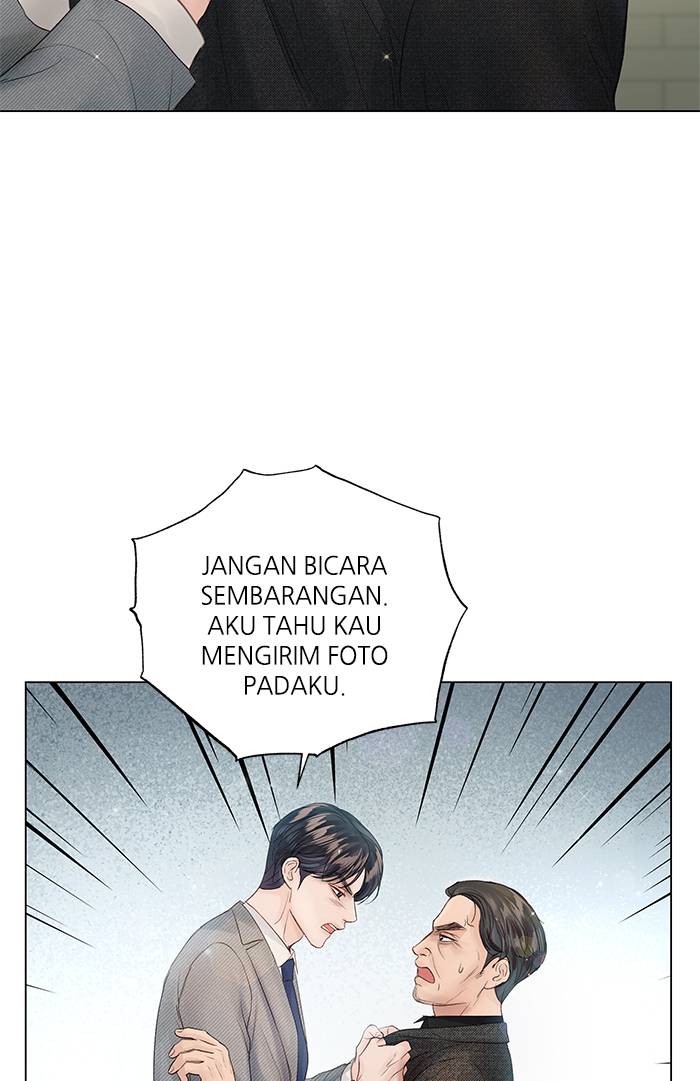 JANGAN BICARA
SEMBARANGAN.
AKU TAHU KAU
MENGIRIM FOTO
PADAKU.